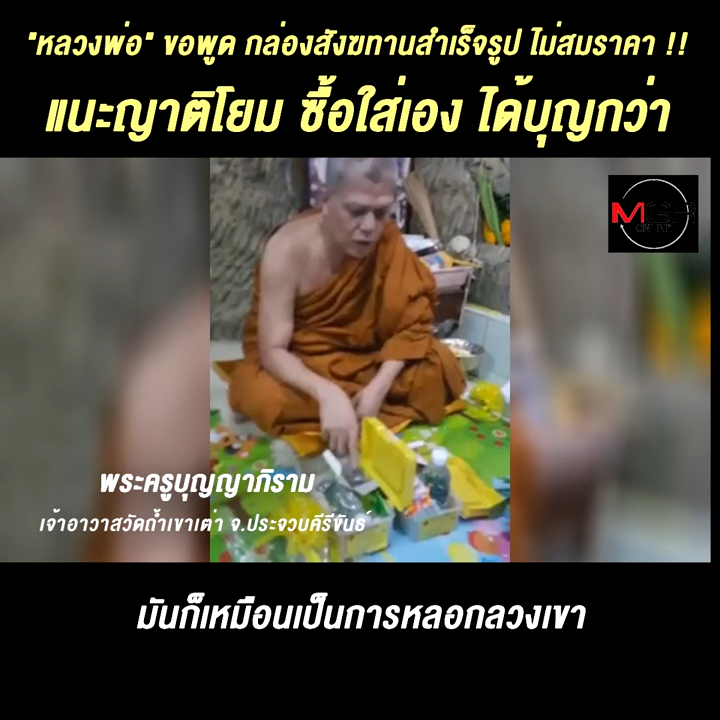 "หลวงพ่อ" ขอพูด กล่องสังฆทานสำเร็จรูป ไม่สมราคา !!
แนะญาติโยม ซื้อใส่เอง ได้บุญกว่า
MGR
ONLINE
พระครูบุญญาภิราม
เจ้าอาวาสวัดถ้ำเขาเต่า จ.ประจวบคีรีขันธ์
มันก็เหมือนเป็นการหลอกลวงเขา